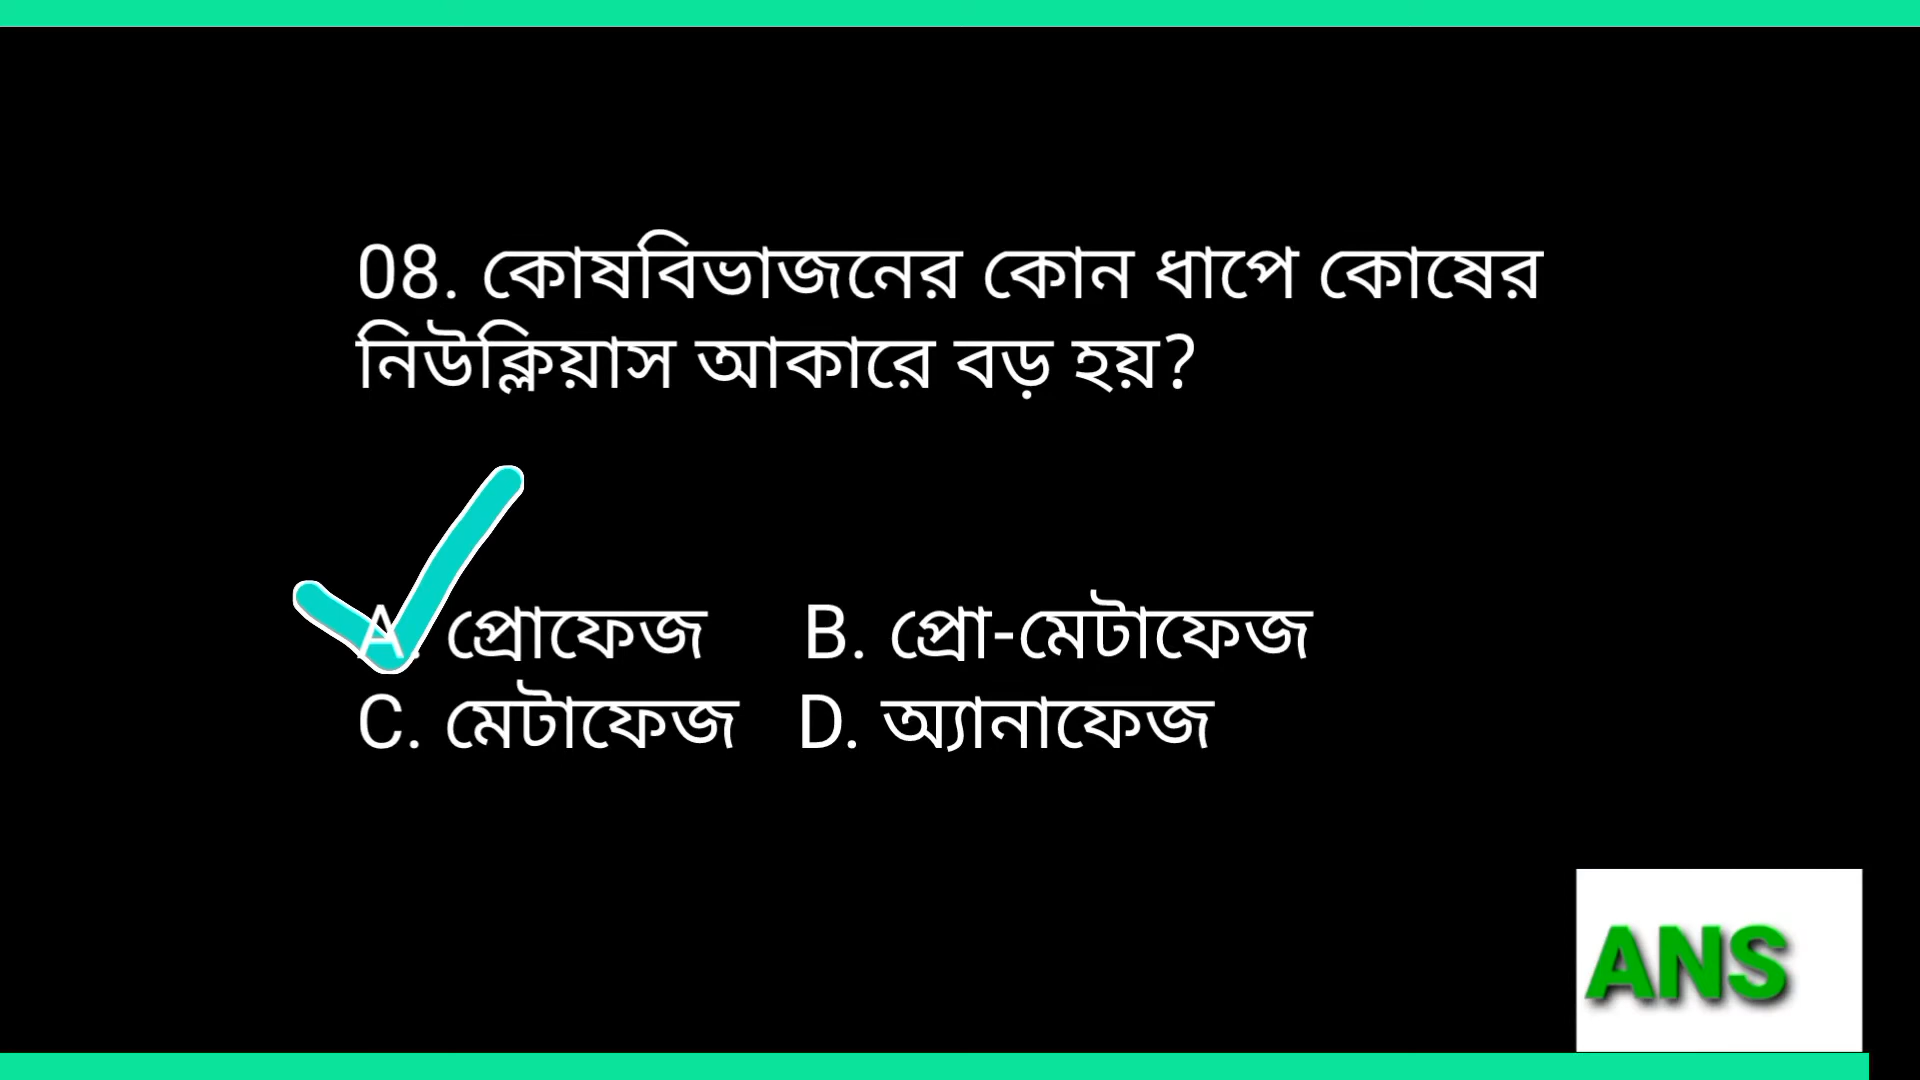 08. কোষবিভাজনের কোন ধাপে কোষের
নিউক্লিয়াস আকারে বড় হয়?
A. প্রোফেজ B. প্রো-মেটাফেজ
C. মেটাফেজ D. অ্যানাফেজ
ANS